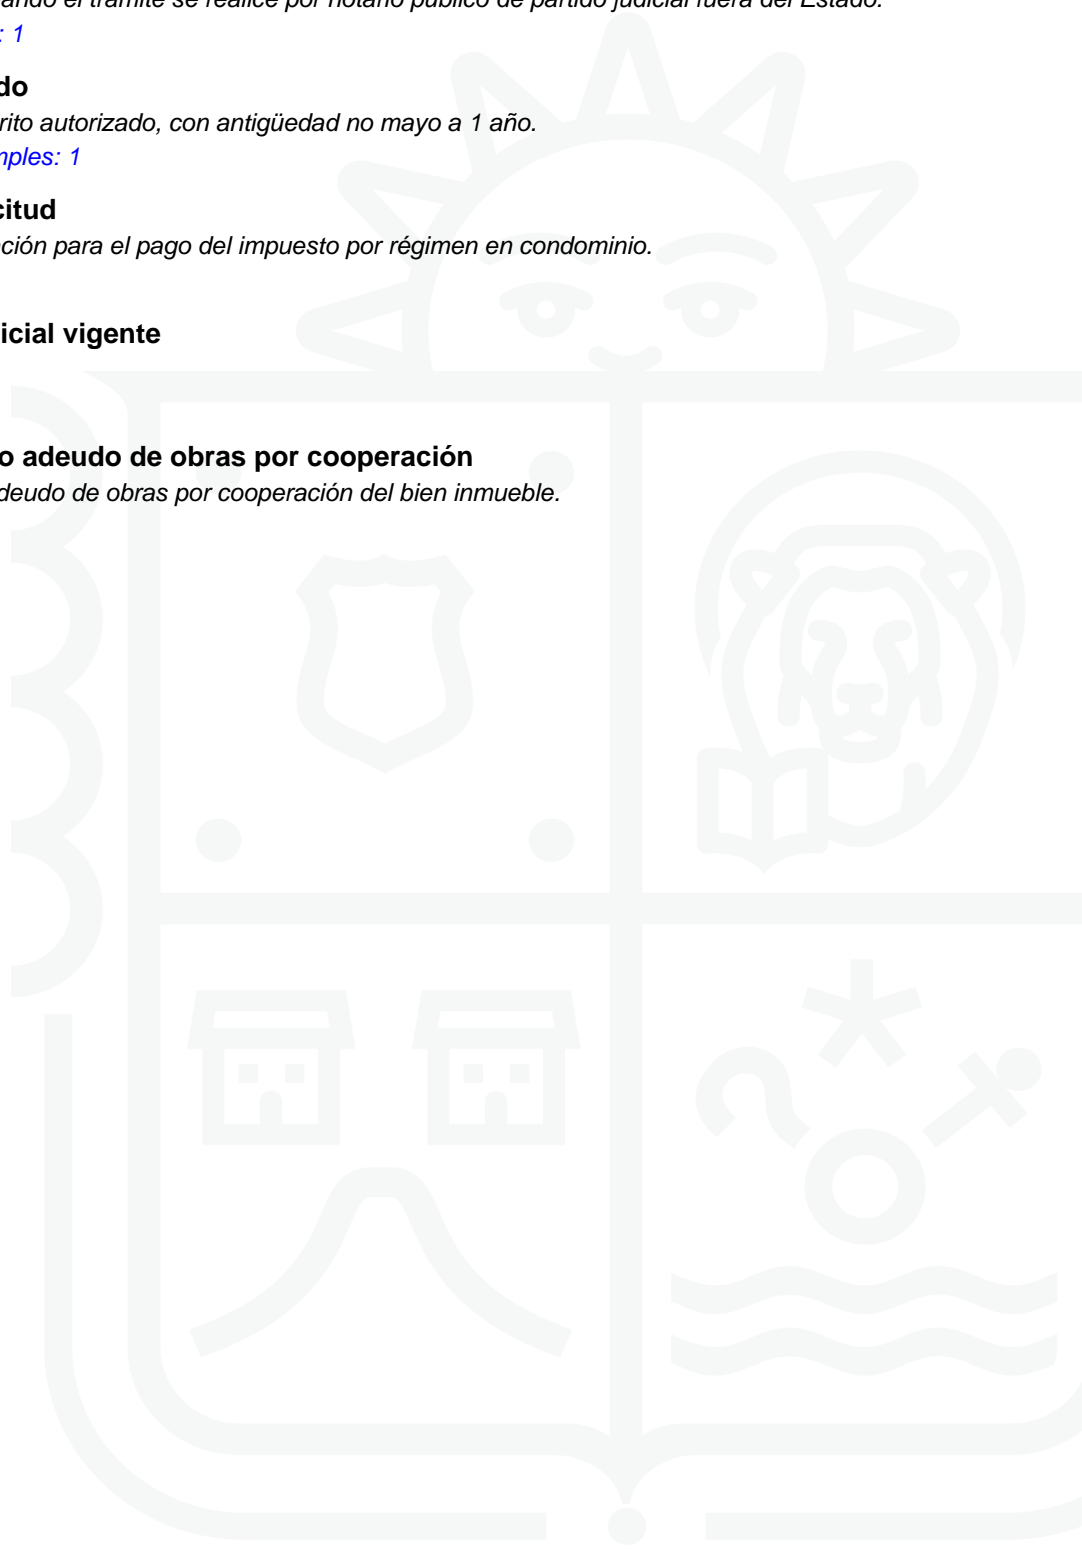 ando el trámite se realice por notario público de partido judicial fuera del Estado.
: 1
do
rito autorizado, con antigüedad no mayo a 1 año.
mples: 1
citud
ción para el pago del impuesto por régimen en condominio.
icial vigente
o adeudo de obras por cooperación
deudo de obras por cooperación del bien inmueble.